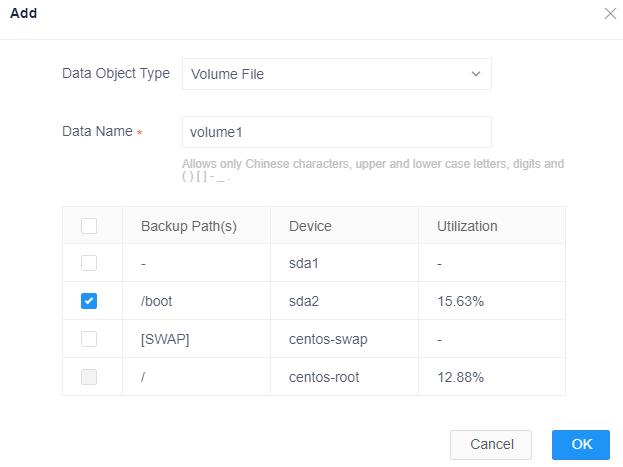 Add
Data Object Type Volume File
Data Name * volume1
Allows only Chinese characters, upper and lower case letters, digits and
( ) [ ] - _ .
Backup Path(s) Device Utilization
- sda1 -
/boot sda2 15.63%
[SWAP] centos-swap -
/ centos-root 12.88%
Cancel OK